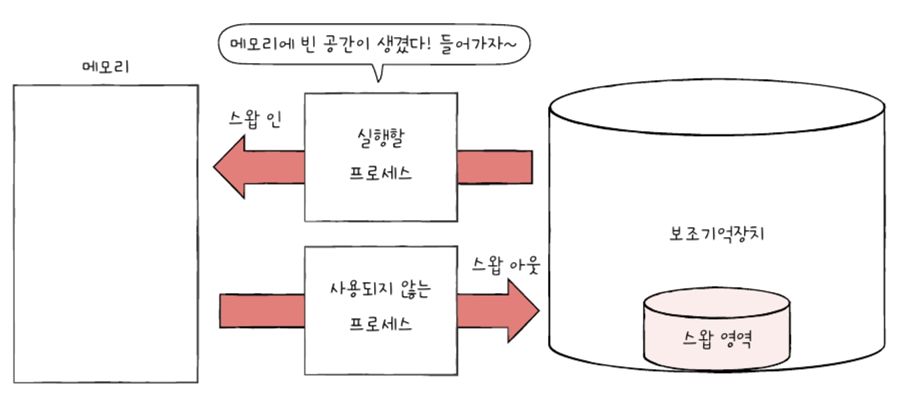 메모리에 빈 공간이 생겼다! 들어가자~
메모리
스왑 인
실행할
프로세스
보조기억장치
스왑 아웃
사용되지 않는
프로세스
스왑 영역